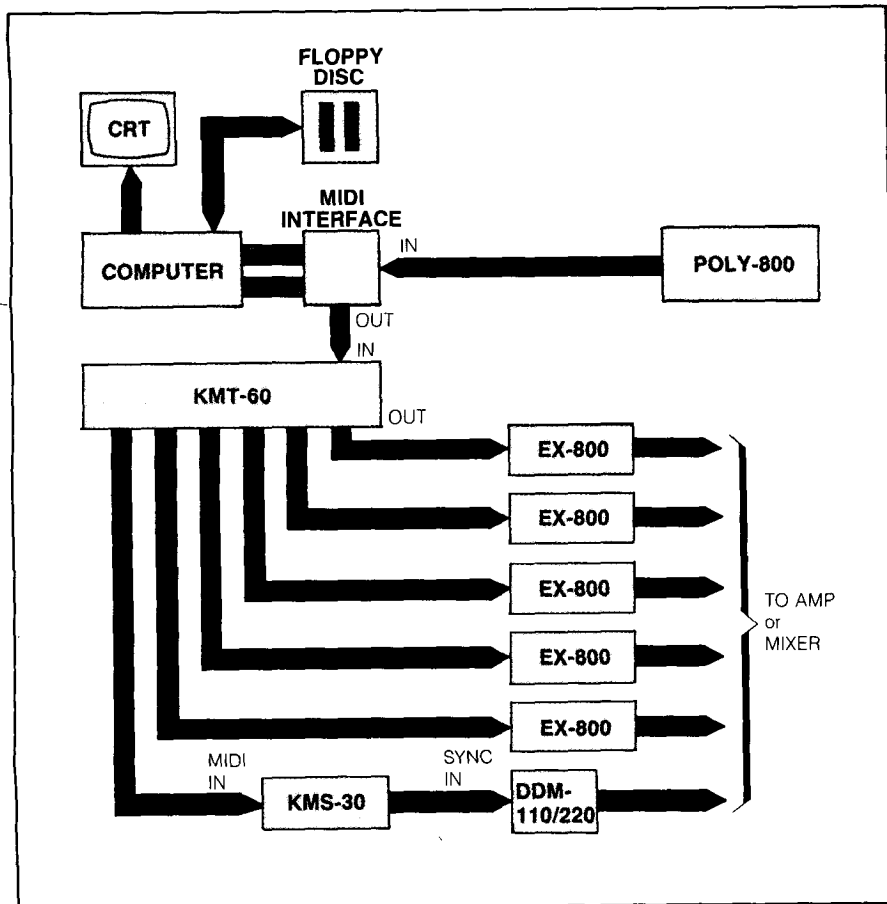 FLOPPY
DISC
CRT
MIDI
INTERFACE
COMPUTER
IN
POLY-800
OUT
IN
KMT-60
OUT
EX-800
EX-800
EX-800
EX-800
EX-800
TO AMP
or
MIXER
MIDI
IN
KMS-30
SYNC
IN
DDM-
110/220